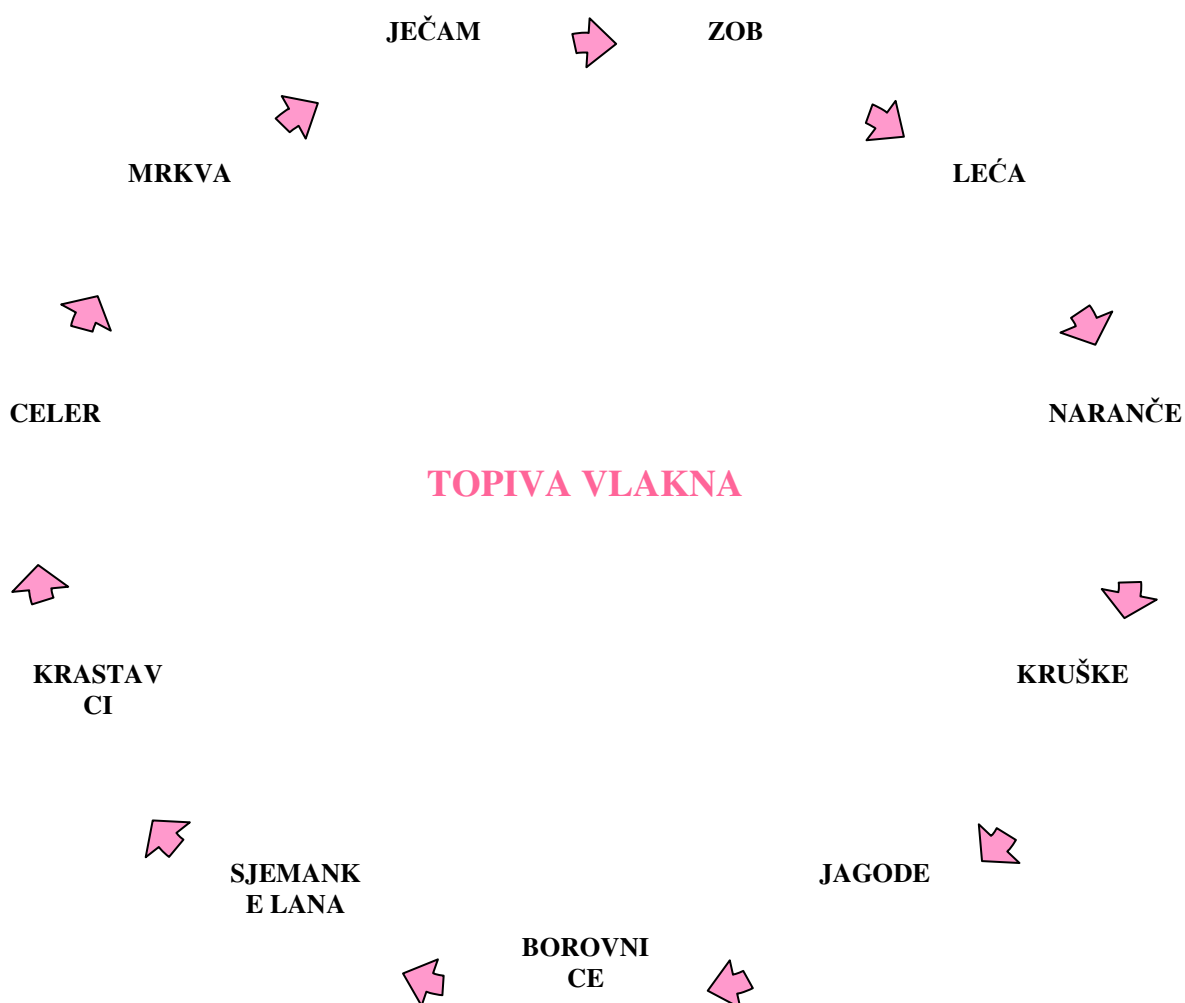 JEČAM
ZOB
MRKVA
LEĆA
CELER
NARANČE
TOPIVA VLAKNA
KRASTAV
CI
KRUŠKE
SJEMANK
E LANA
JAGODE
BOROVNI
CE